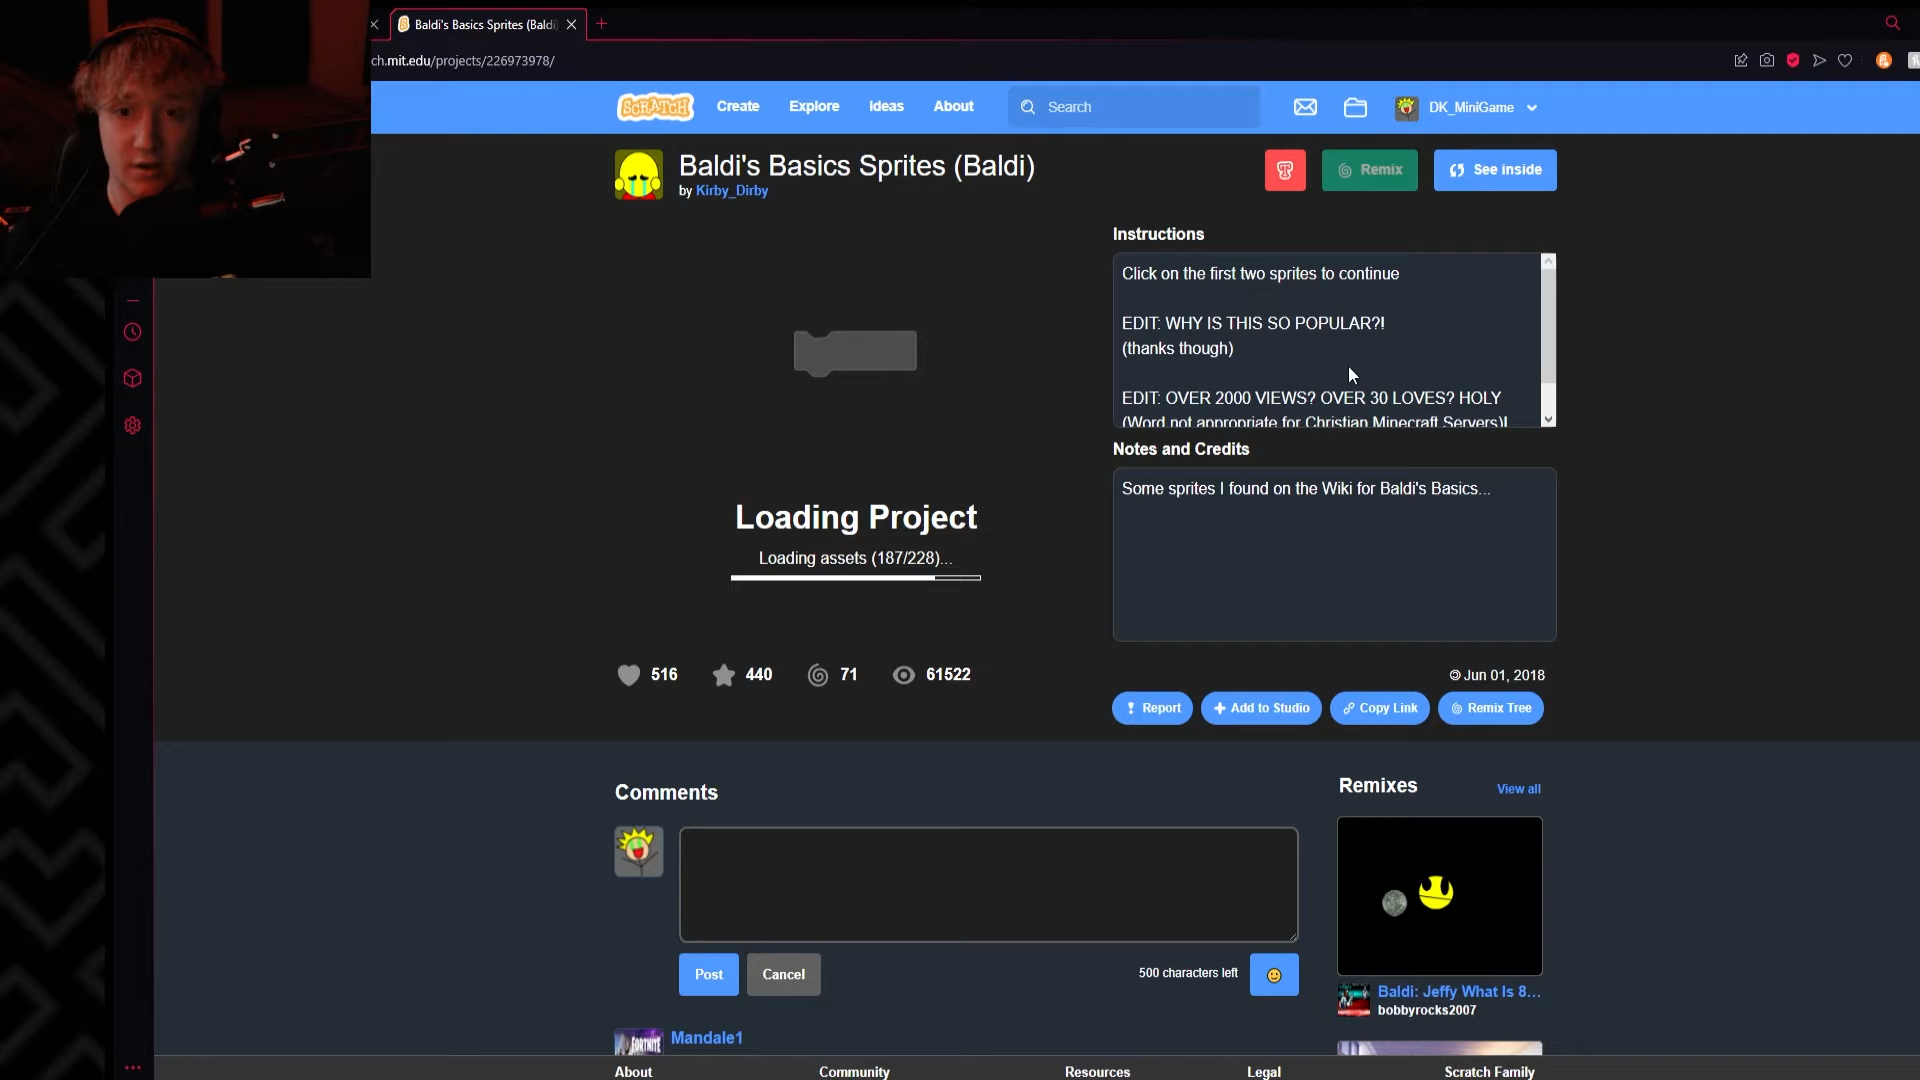 Baldi's Basics Sprites (Baldi
ch.mit.edu/projects/226973978/
SCRATCH
Create
Explore
Ideas
About
Search
DK_MiniGame
Baldi's Basics Sprites (Baldi)
by Kirby_Dirby
Remix
See inside
Instructions
Click on the first two sprites to continue
EDIT: WHY IS THIS SO POPULAR?!
(thanks though)
EDIT: OVER 2000 VIEWS? OVER 30 LOVES? HOLY
(Word not appropriate for Christian Minecraft Servers)!
Loading Project
Loading assets (187/228)...
Notes and Credits
Some sprites I found on the Wiki for Baldi's Basics...
516
440
71
61522
© Jun 01, 2018
Report
Add to Studio
Copy Link
Remix Tree
Comments
Post
Cancel
500 characters left
Remixes
View all
Baldi: Jeffy What Is 8...
bobbyrocks2007
FORTNITE
Mandale1
About
Community
Resources
Legal
Scratch Family